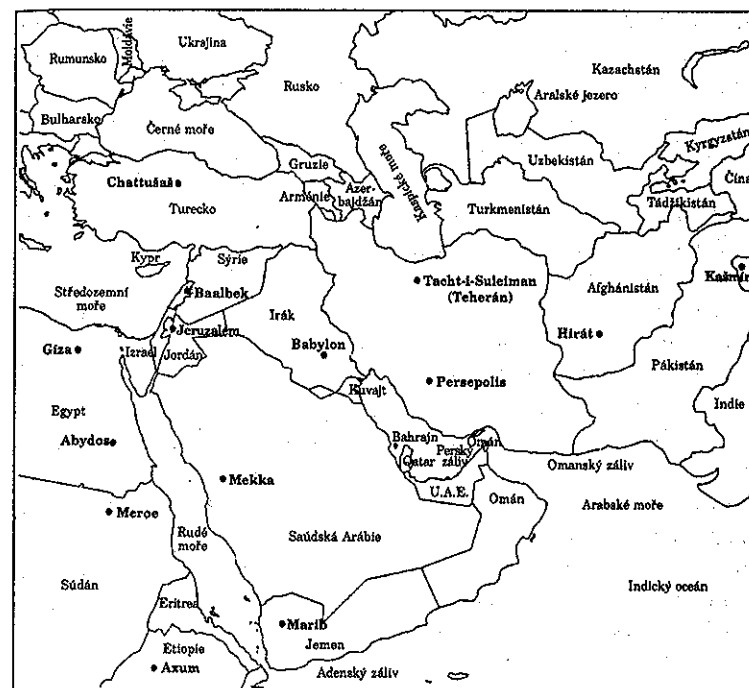 Moldávie
Ukrajina
Rumunsko
Kazachstán
Rusko
Aralské jezero
Bulharsko
Černé moře
Kyrgyzstán
Gruzie
Kaspické moře
Uzbekistán
Chattušaš
Arménie
Azer-
bajdžán
Čína
Turecko
Turkmenistán
Tádžikistán
Kypr
Sýrie
Tacht-i-Suleiman
(Teherán)
Afghánistán
Kašmír
Středozemní
moře
Baalbek
Irák
Jeruzalém
Hirát
Gíza
Izrael
Jordán
Babylon
Pákistán
Persepolis
Kuvajt
Indie
Egypt
Abydos
Bahrajn
Perský
záliv
Omán
Qatar
Omanský záliv
Mekka
U.A.E.
Omán
Arabské moře
Meroe
Rudé
moře
Saúdská Arábie
Súdán
Indický oceán
Eritrea
Marib
Jemen
Etiopie
Axum
Adenský záliv